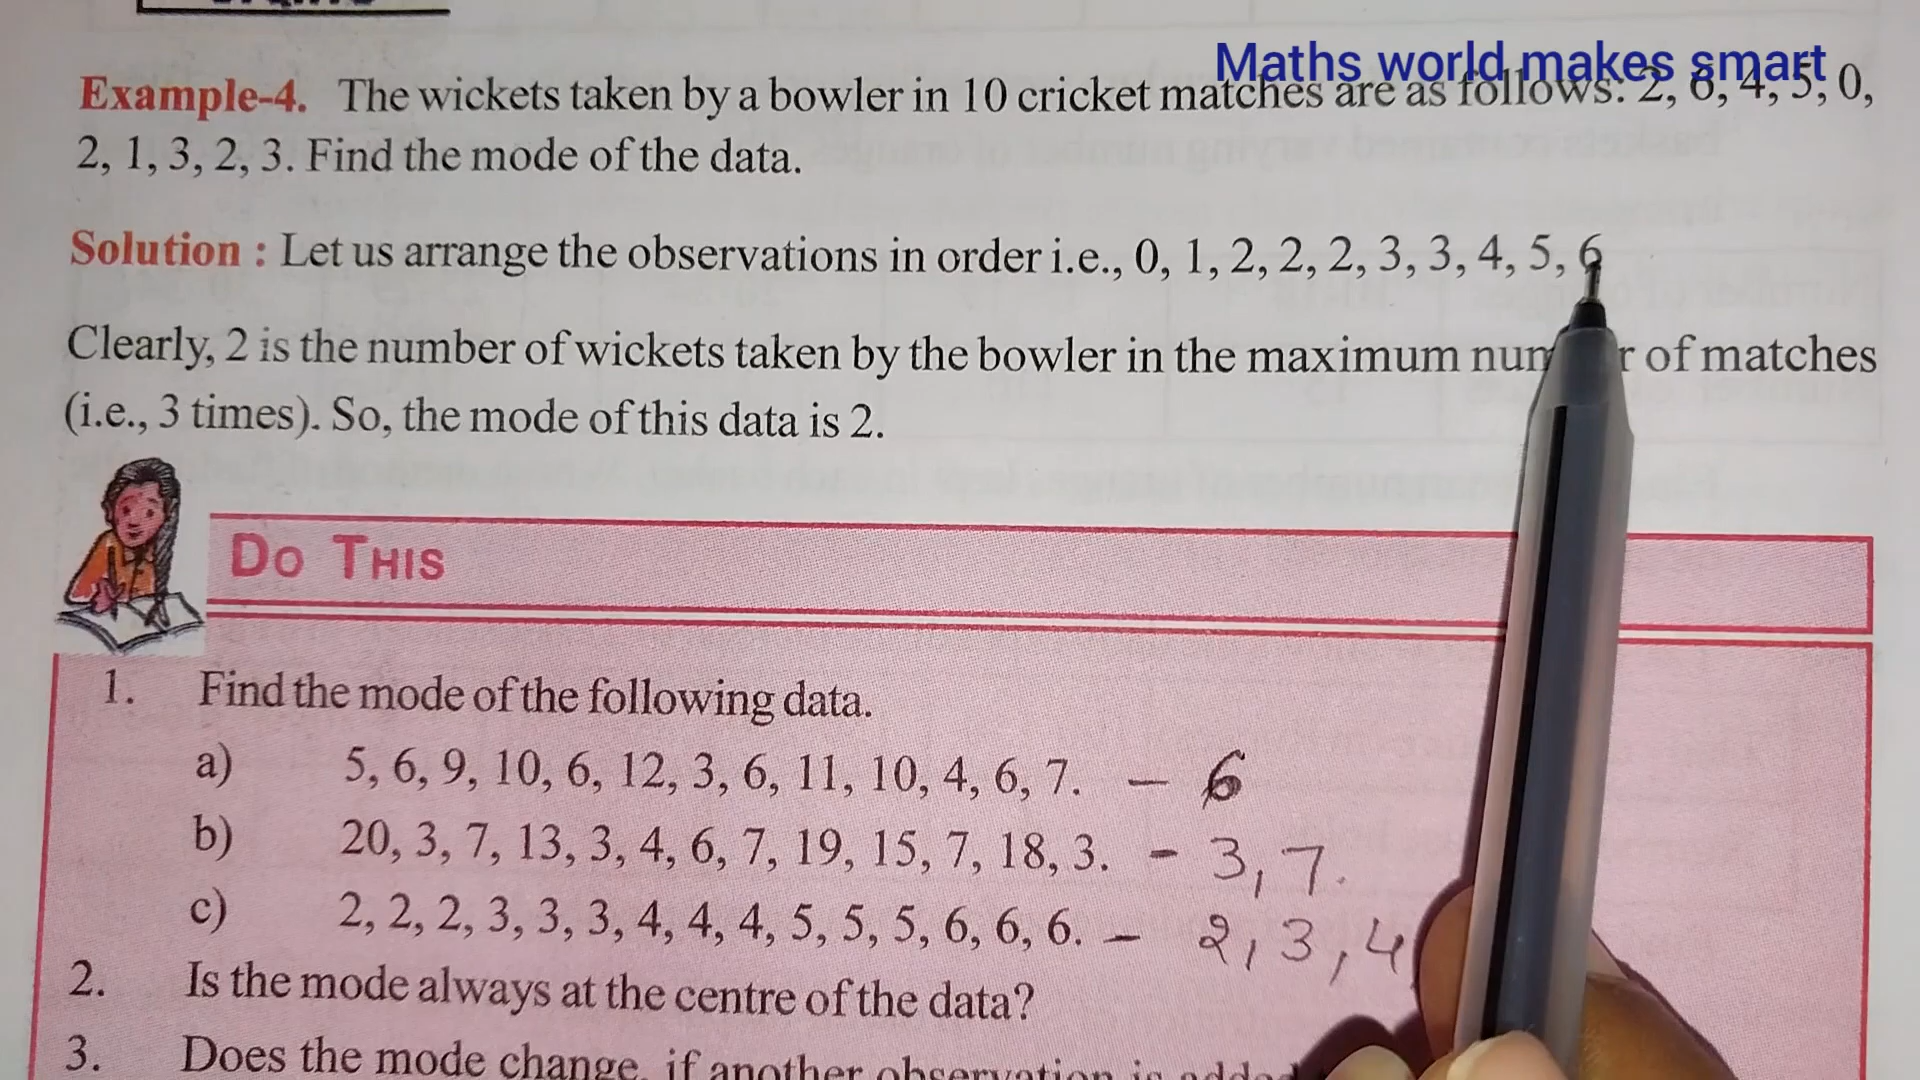 Maths world makes smart
Example-4. The wickets taken by a bowler in 10 cricket matches are as follows: 2, 6, 4, 5, 0,
2, 1, 3, 2, 3. Find the mode of the data.
Solution : Let us arrange the observations in order i.e., 0, 1, 2, 2, 2, 3, 3, 4, 5, 6
Clearly, 2 is the number of wickets taken by the bowler in the maximum of matches
(i.e., 3 times). So, the mode of this data is 2.
DO THIS
1. Find the mode of the following data.
a) 5, 6, 9, 10, 6, 12, 3, 6, 11, 10, 4, 6, 7. – 6
b) 20, 3, 7, 13, 3, 4, 6, 7, 19, 15, 7, 18, 3. - 3, 7.
c) 2, 2, 2, 3, 3, 3, 4, 4, 4, 5, 5, 5, 6, 6, 6. – 2, 3, 4
2. Is the mode always at the centre of the data?
3. Does the mode change, if another observation is added